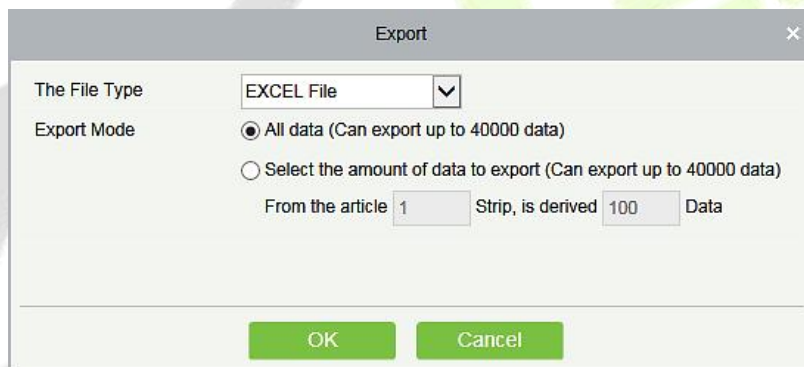 Export
The File Type EXCEL File
Export Mode All data (Can export up to 40000 data)
Select the amount of data to export (Can export up to 40000 data)
From the article 1 Strip, is derived 100 Data
OK Cancel